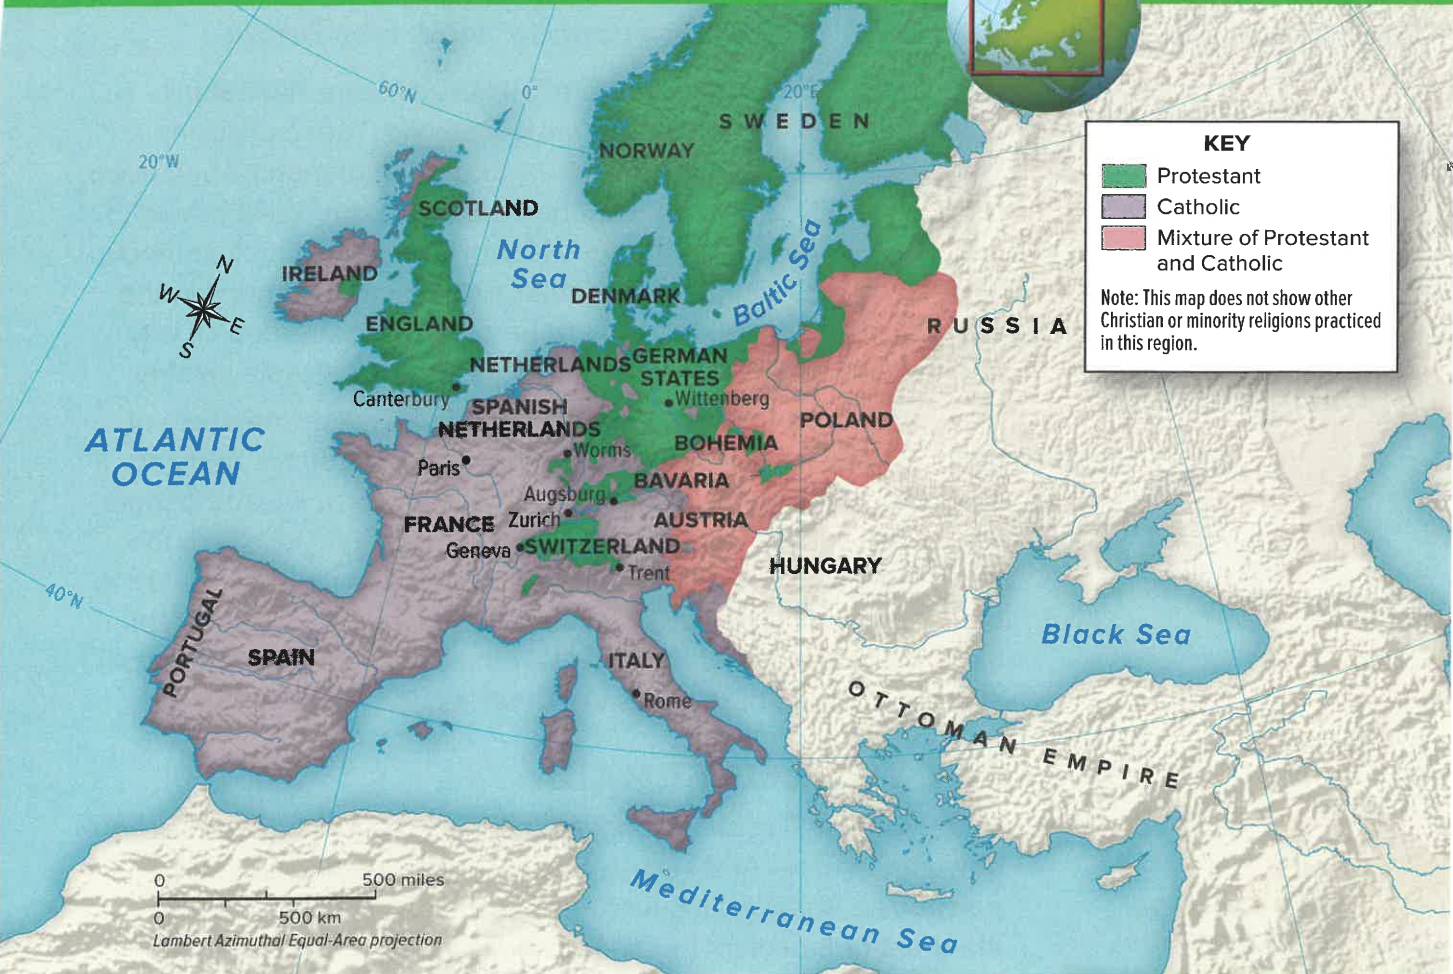 60°N
0°
20°E
20°W
40°N
SWEDEN
NORWAY
SCOTLAND
North
Sea
IRELAND
DENMARK
Baltic Sea
ENGLAND
RUSSIA
NETHERLANDS
GERMAN
STATES
Canterbury
SPANISH
NETHERLANDS
Wittenberg
POLAND
ATLANTIC
OCEAN
BOHEMIA
Worms
Paris
BAVARIA
Augsburg
FRANCE
Zurich
AUSTRIA
Geneva
SWITZERLAND
Trent
HUNGARY
PORTUGAL
SPAIN
Black Sea
ITALY
Rome
OTTOMAN EMPIRE
Mediterranean Sea
N
W
E
S
KEY
Protestant
Catholic
Mixture of Protestant
and Catholic
Note: This map does not show other
Christian or minority religions practiced
in this region.
0 500 miles
0 500 km
Lambert Azimuthal Equal-Area projection